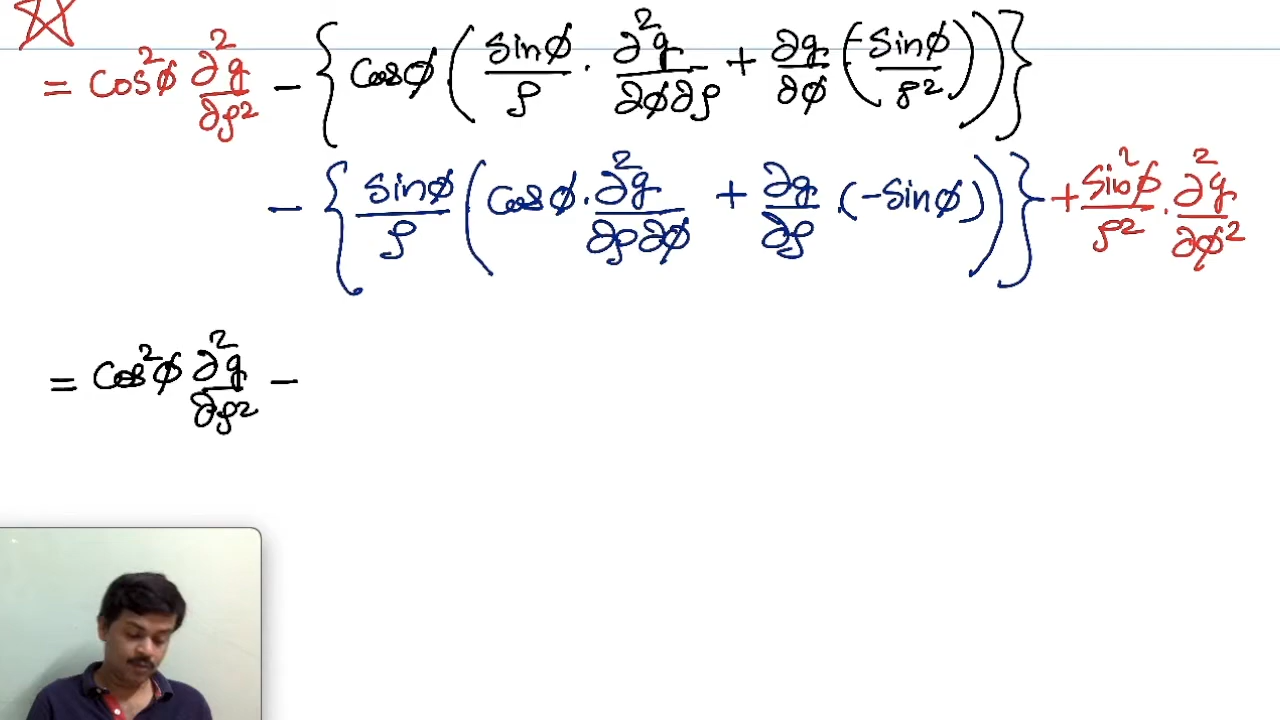 = cos²φ ∂²g/∂ρ² - { cosφ ( sinφ/ρ . ∂²g/∂φ∂ρ + ∂g/∂φ (-sinφ/ρ²) ) }
- { sinφ/ρ ( cosφ . ∂²g/∂ρ∂φ + ∂g/∂ρ . (-sinφ) ) } + sin²φ/ρ² . ∂²g/∂φ²
= cos²φ ∂²g/∂ρ² -